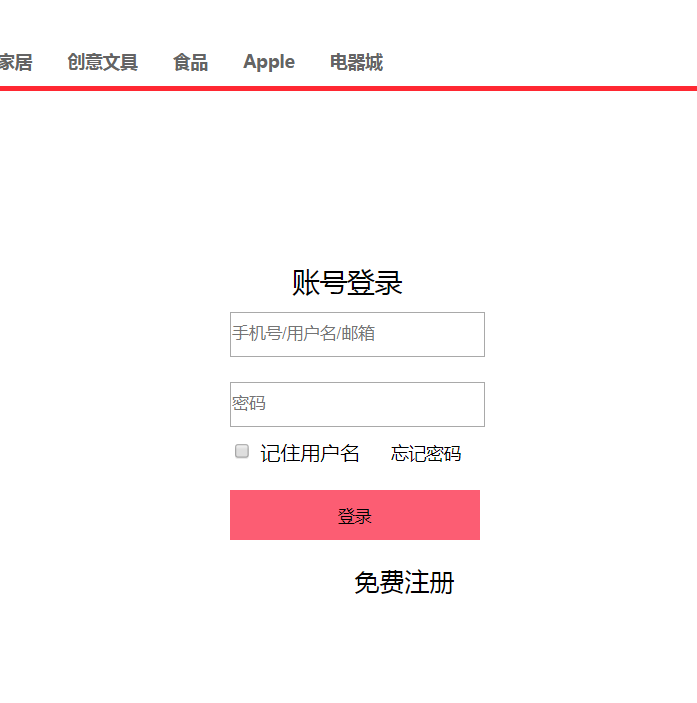 家居 创意文具 食品 Apple 电器城
账号登录
手机号/用户名/邮箱
密码
记住用户名 忘记密码
登录
免费注册